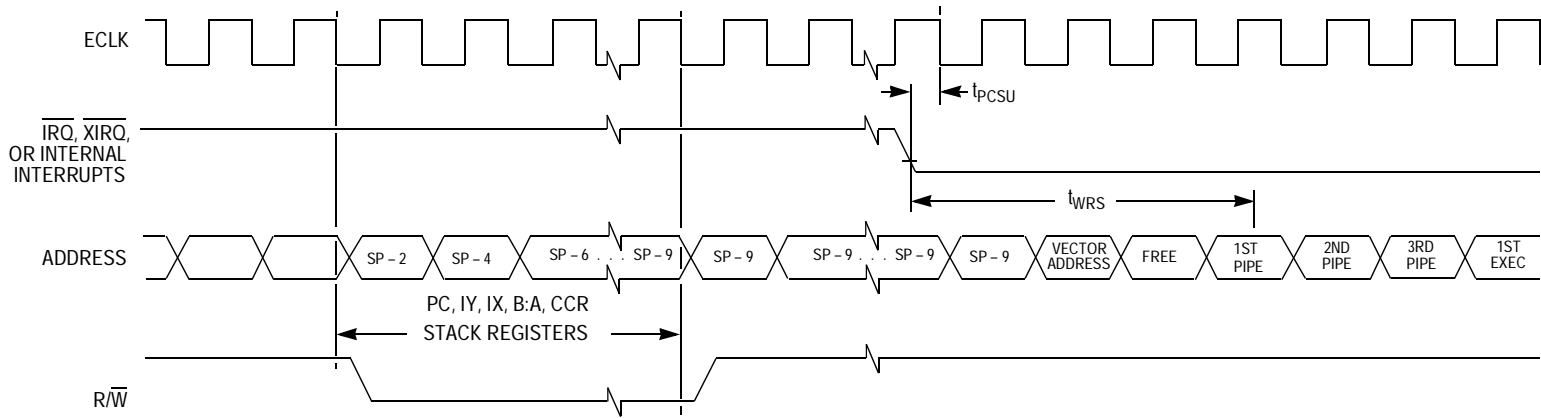 ECLK
tPCSU
IRQ, XIRQ,
OR INTERNAL
INTERRUPTS
tWRS
ADDRESS
SP – 2 SP – 4 SP – 6 . . . SP – 9 SP – 9 SP – 9 . . . SP – 9 SP – 9 VECTOR ADDRESS FREE 1ST PIPE 2ND PIPE 3RD PIPE 1ST EXEC
PC, IY, IX, B:A, CCR
STACK REGISTERS
R/W